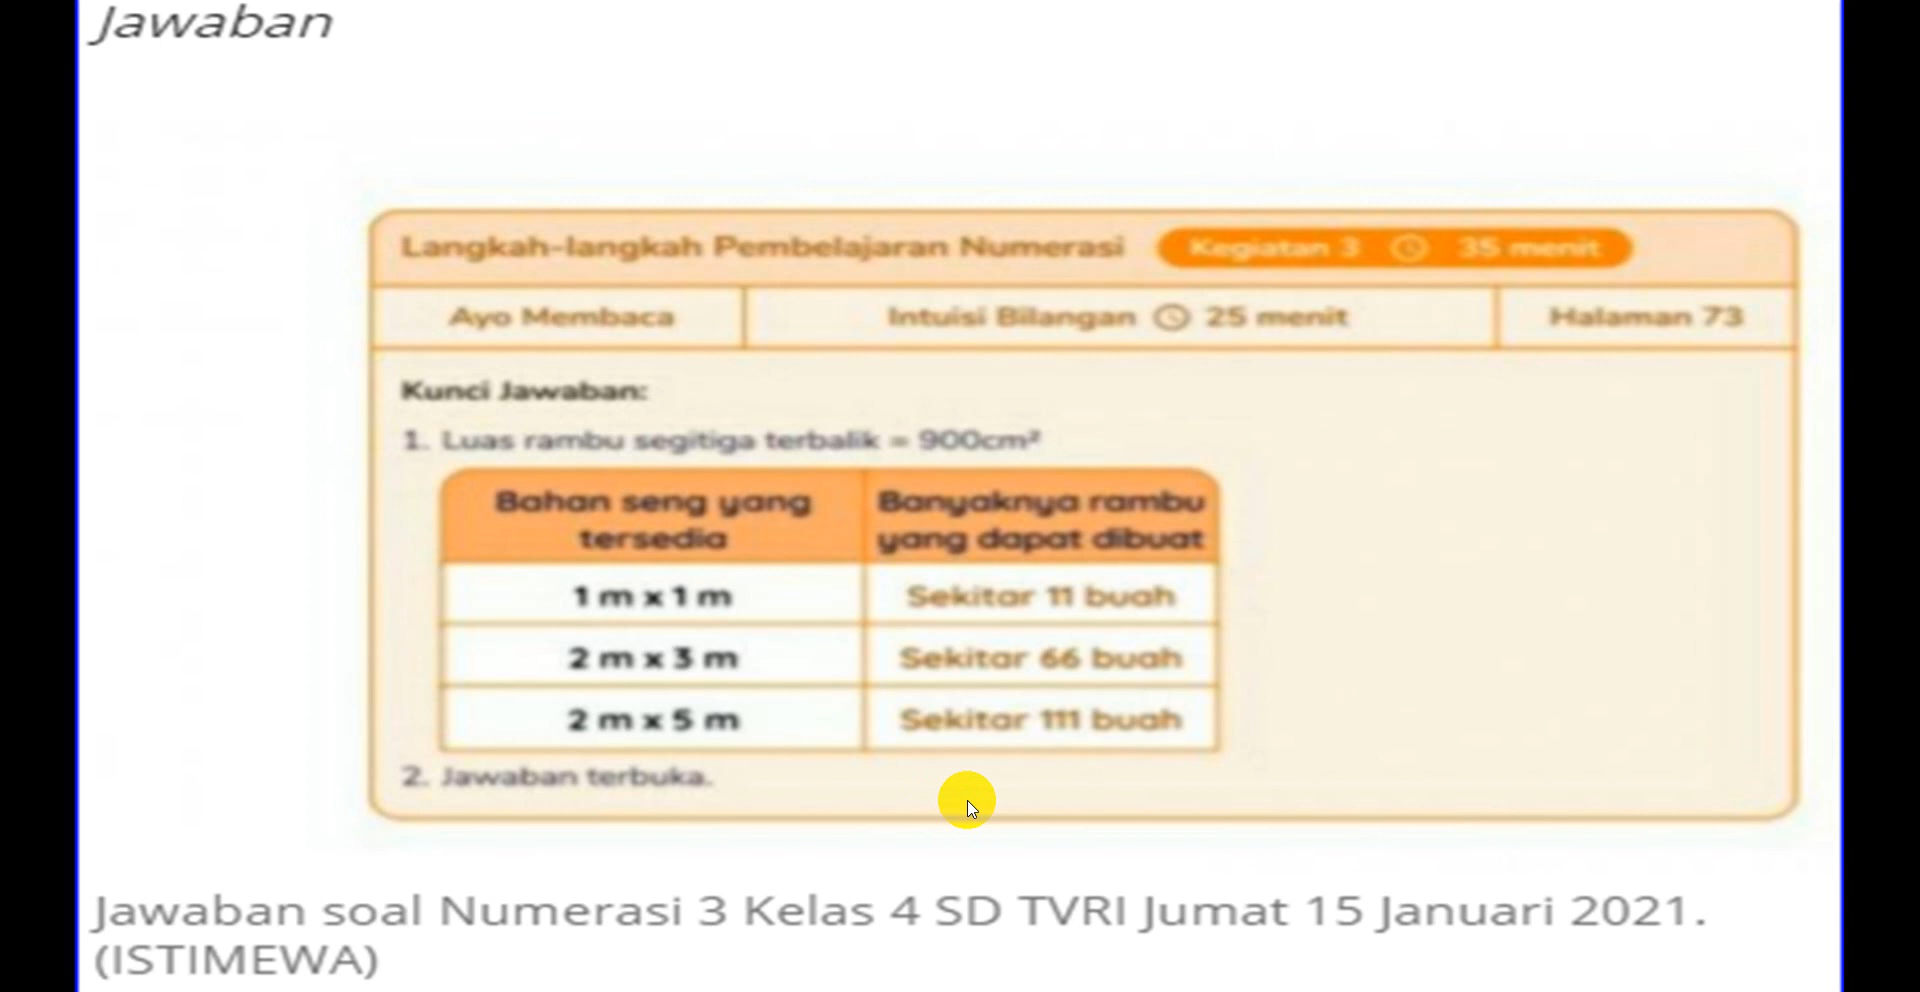 Jawaban
Langkah-langkah Pembelajaran Numerasi Kegiatan 3 35 menit
Ayo Membaca Intuisi Bilangan 25 menit Halaman 73
Kunci Jawaban:
1. Luas rambu segitiga terbalik = 900cm²
Bahan seng yang tersedia Banyaknya rambu yang dapat dibuat
1 m x 1 m Sekitar 11 buah
2 m x 3 m Sekitar 66 buah
2 m x 5 m Sekitar 111 buah
2. Jawaban terbuka.
Jawaban soal Numerasi 3 Kelas 4 SD TVRI Jumat 15 Januari 2021.
(ISTIMEWA)